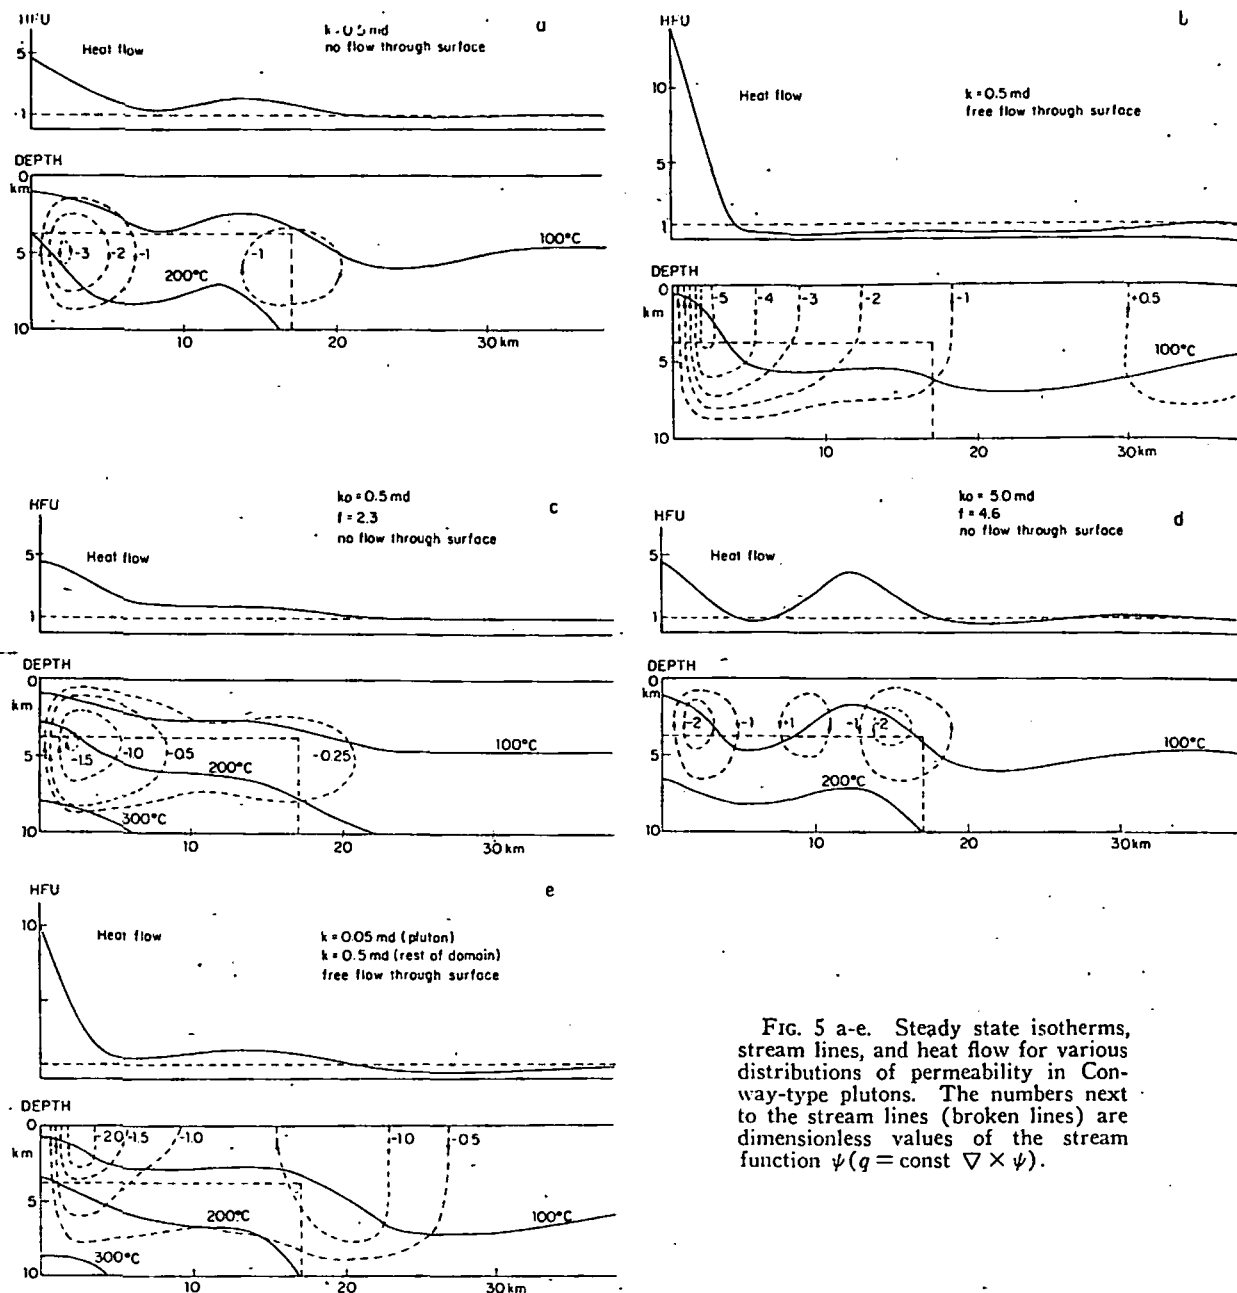 HFU
a
k = 0.5 md
no flow through surface
5
Heat flow
1
DEPTH
0
km
5
10
-3
-2
-1
-1
100°C
200°C
10
20
30 km
HFU
b
10
Heat flow
k = 0.5 md
free flow through surface
5
1
DEPTH
0
km
5
10
-5
-4
-3
-2
-1
+0.5
100°C
10
20
30 km
HFU
c
ko = 0.5 md
f = 2.3
no flow through surface
5
Heat flow
1
DEPTH
0
km
5
10
-1.5
-1.0
-0.5
-0.25
100°C
200°C
300°C
10
20
30 km
HFU
d
ko = 5.0 md
f = 4.6
no flow through surface
5
Heat flow
1
DEPTH
0
km
5
10
-2
-1
+1
-1
-2
100°C
200°C
10
20
30 km
HFU
e
10
Heat flow
k = 0.05 md (pluton)
k = 0.5 md (rest of domain)
free flow through surface
DEPTH
0
km
5
10
-2.0
-1.5
-1.0
-1.0
-0.5
100°C
200°C
300°C
10
20
30 km
FIG. 5 a-e. Steady state isotherms,
stream lines, and heat flow for various
distributions of permeability in Con-
way-type plutons. The numbers next
to the stream lines (broken lines) are
dimensionless values of the stream
function ψ(q = const ∇ × ψ).